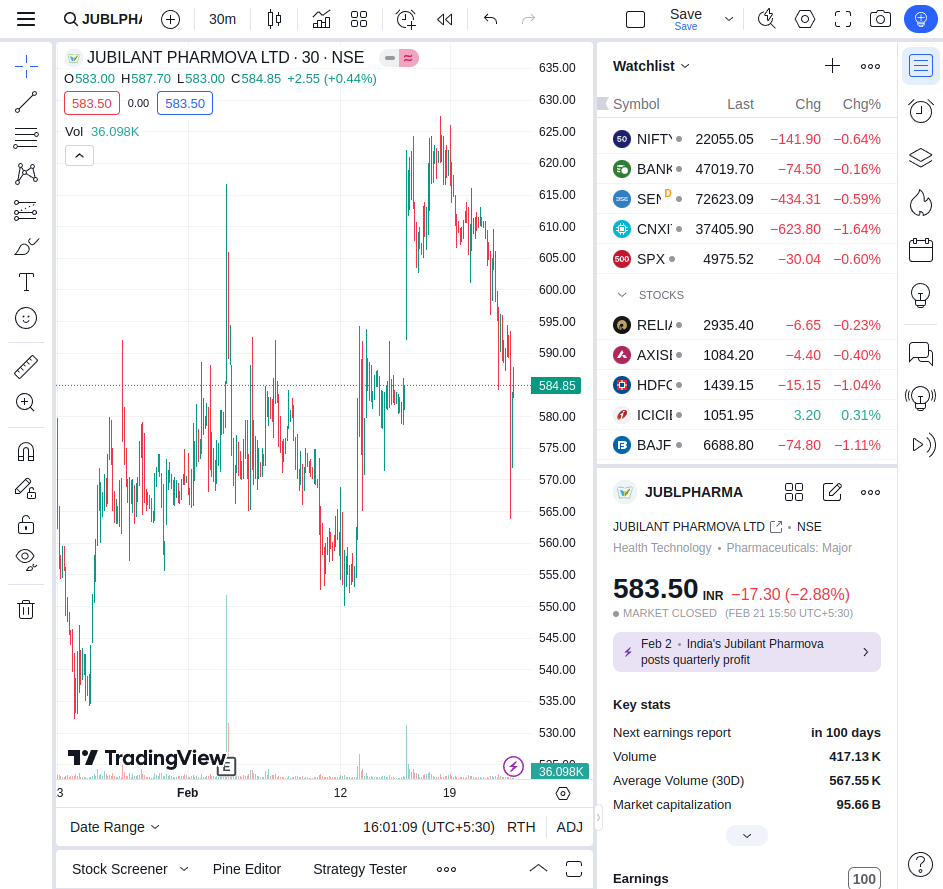 JUBLPHA
30m
Save
Save
JUBILANT PHARMOVA LTD · 30 · NSE
O583.00 H587.70 L583.00 C584.85 +2.55 (+0.44%)
583.50 0.00 583.50
Vol 36.098K
635.00
630.00
625.00
620.00
615.00
610.00
605.00
600.00
595.00
590.00
584.85
580.00
575.00
570.00
565.00
560.00
555.00
550.00
545.00
540.00
535.00
530.00
36.098K
TradingView
E
3 Feb 12 19
Date Range
16:01:09 (UTC+5:30) RTH ADJ
Stock Screener Pine Editor Strategy Tester
Watchlist
Symbol Last Chg Chg%
50 NIFTY 22055.05 −141.90 −0.64%
BANK 47019.70 −74.50 −0.16%
SEN D 72623.09 −434.31 −0.59%
CNXI 37405.90 −623.80 −1.64%
500 SPX 4975.52 −30.04 −0.60%
STOCKS
RELIA 2935.40 −6.65 −0.23%
AXISB 1084.20 −4.40 −0.40%
HDFC 1439.15 −15.15 −1.04%
ICICIB 1051.95 3.20 0.31%
BAJF 6688.80 −74.80 −1.11%
JUBLPHARMA
JUBILANT PHARMOVA LTD • NSE
Health Technology • Pharmaceuticals: Major
583.50 INR −17.30 (−2.88%)
MARKET CLOSED (FEB 21 15:50 UTC+5:30)
Feb 2 • India's Jubilant Pharmova
posts quarterly profit
Key stats
Next earnings report in 100 days
Volume 417.13 K
Average Volume (30D) 567.55 K
Market capitalization 95.66 B
Earnings 100